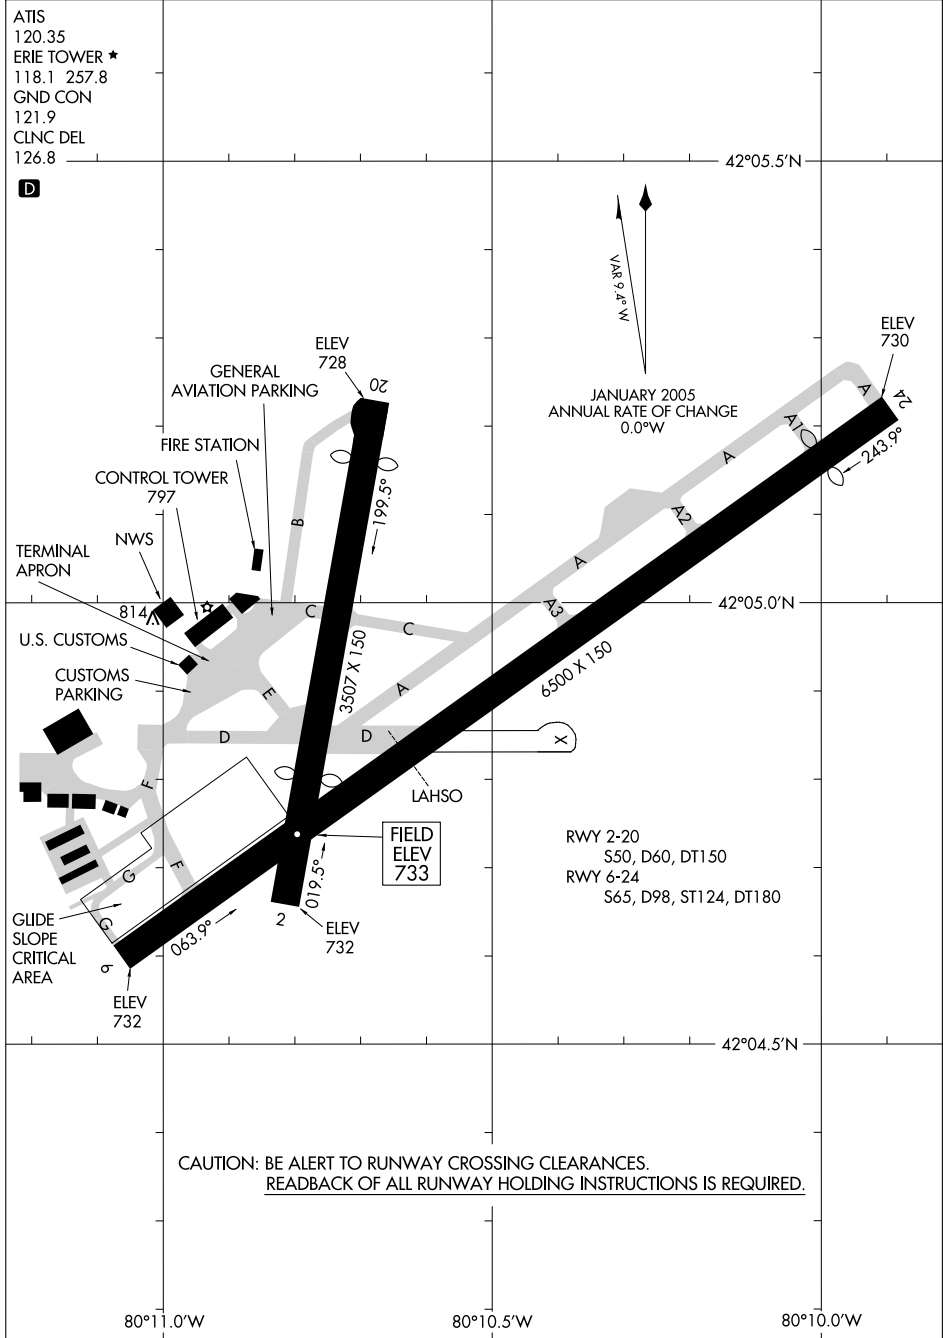 ATIS
120.35
ERIE TOWER ★
118.1 257.8
GND CON
121.9
CLNC DEL
126.8
D
42°05.5'N
VAR 9.4° W
JANUARY 2005
ANNUAL RATE OF CHANGE
0.0°W
ELEV
730
ELEV
728
20
24
GENERAL
AVIATION PARKING
A
A1
243.9°
A
FIRE STATION
CONTROL TOWER
797
199.5°
B
A2
NWS
TERMINAL
APRON
A
814
C
A3
42°05.0'N
C
U.S. CUSTOMS
CUSTOMS
PARKING
3507 X 150
6500 X 150
E
A
D
D
X
F
LAHSO
FIELD
ELEV
733
RWY 2-20
S50, D60, DT150
RWY 6-24
S65, D98, ST124, DT180
F
G
G
019.5°
063.9°
2
ELEV
732
GLIDE
SLOPE
CRITICAL
AREA
6
ELEV
732
42°04.5'N
CAUTION: BE ALERT TO RUNWAY CROSSING CLEARANCES.
READBACK OF ALL RUNWAY HOLDING INSTRUCTIONS IS REQUIRED.
80°11.0'W
80°10.5'W
80°10.0'W